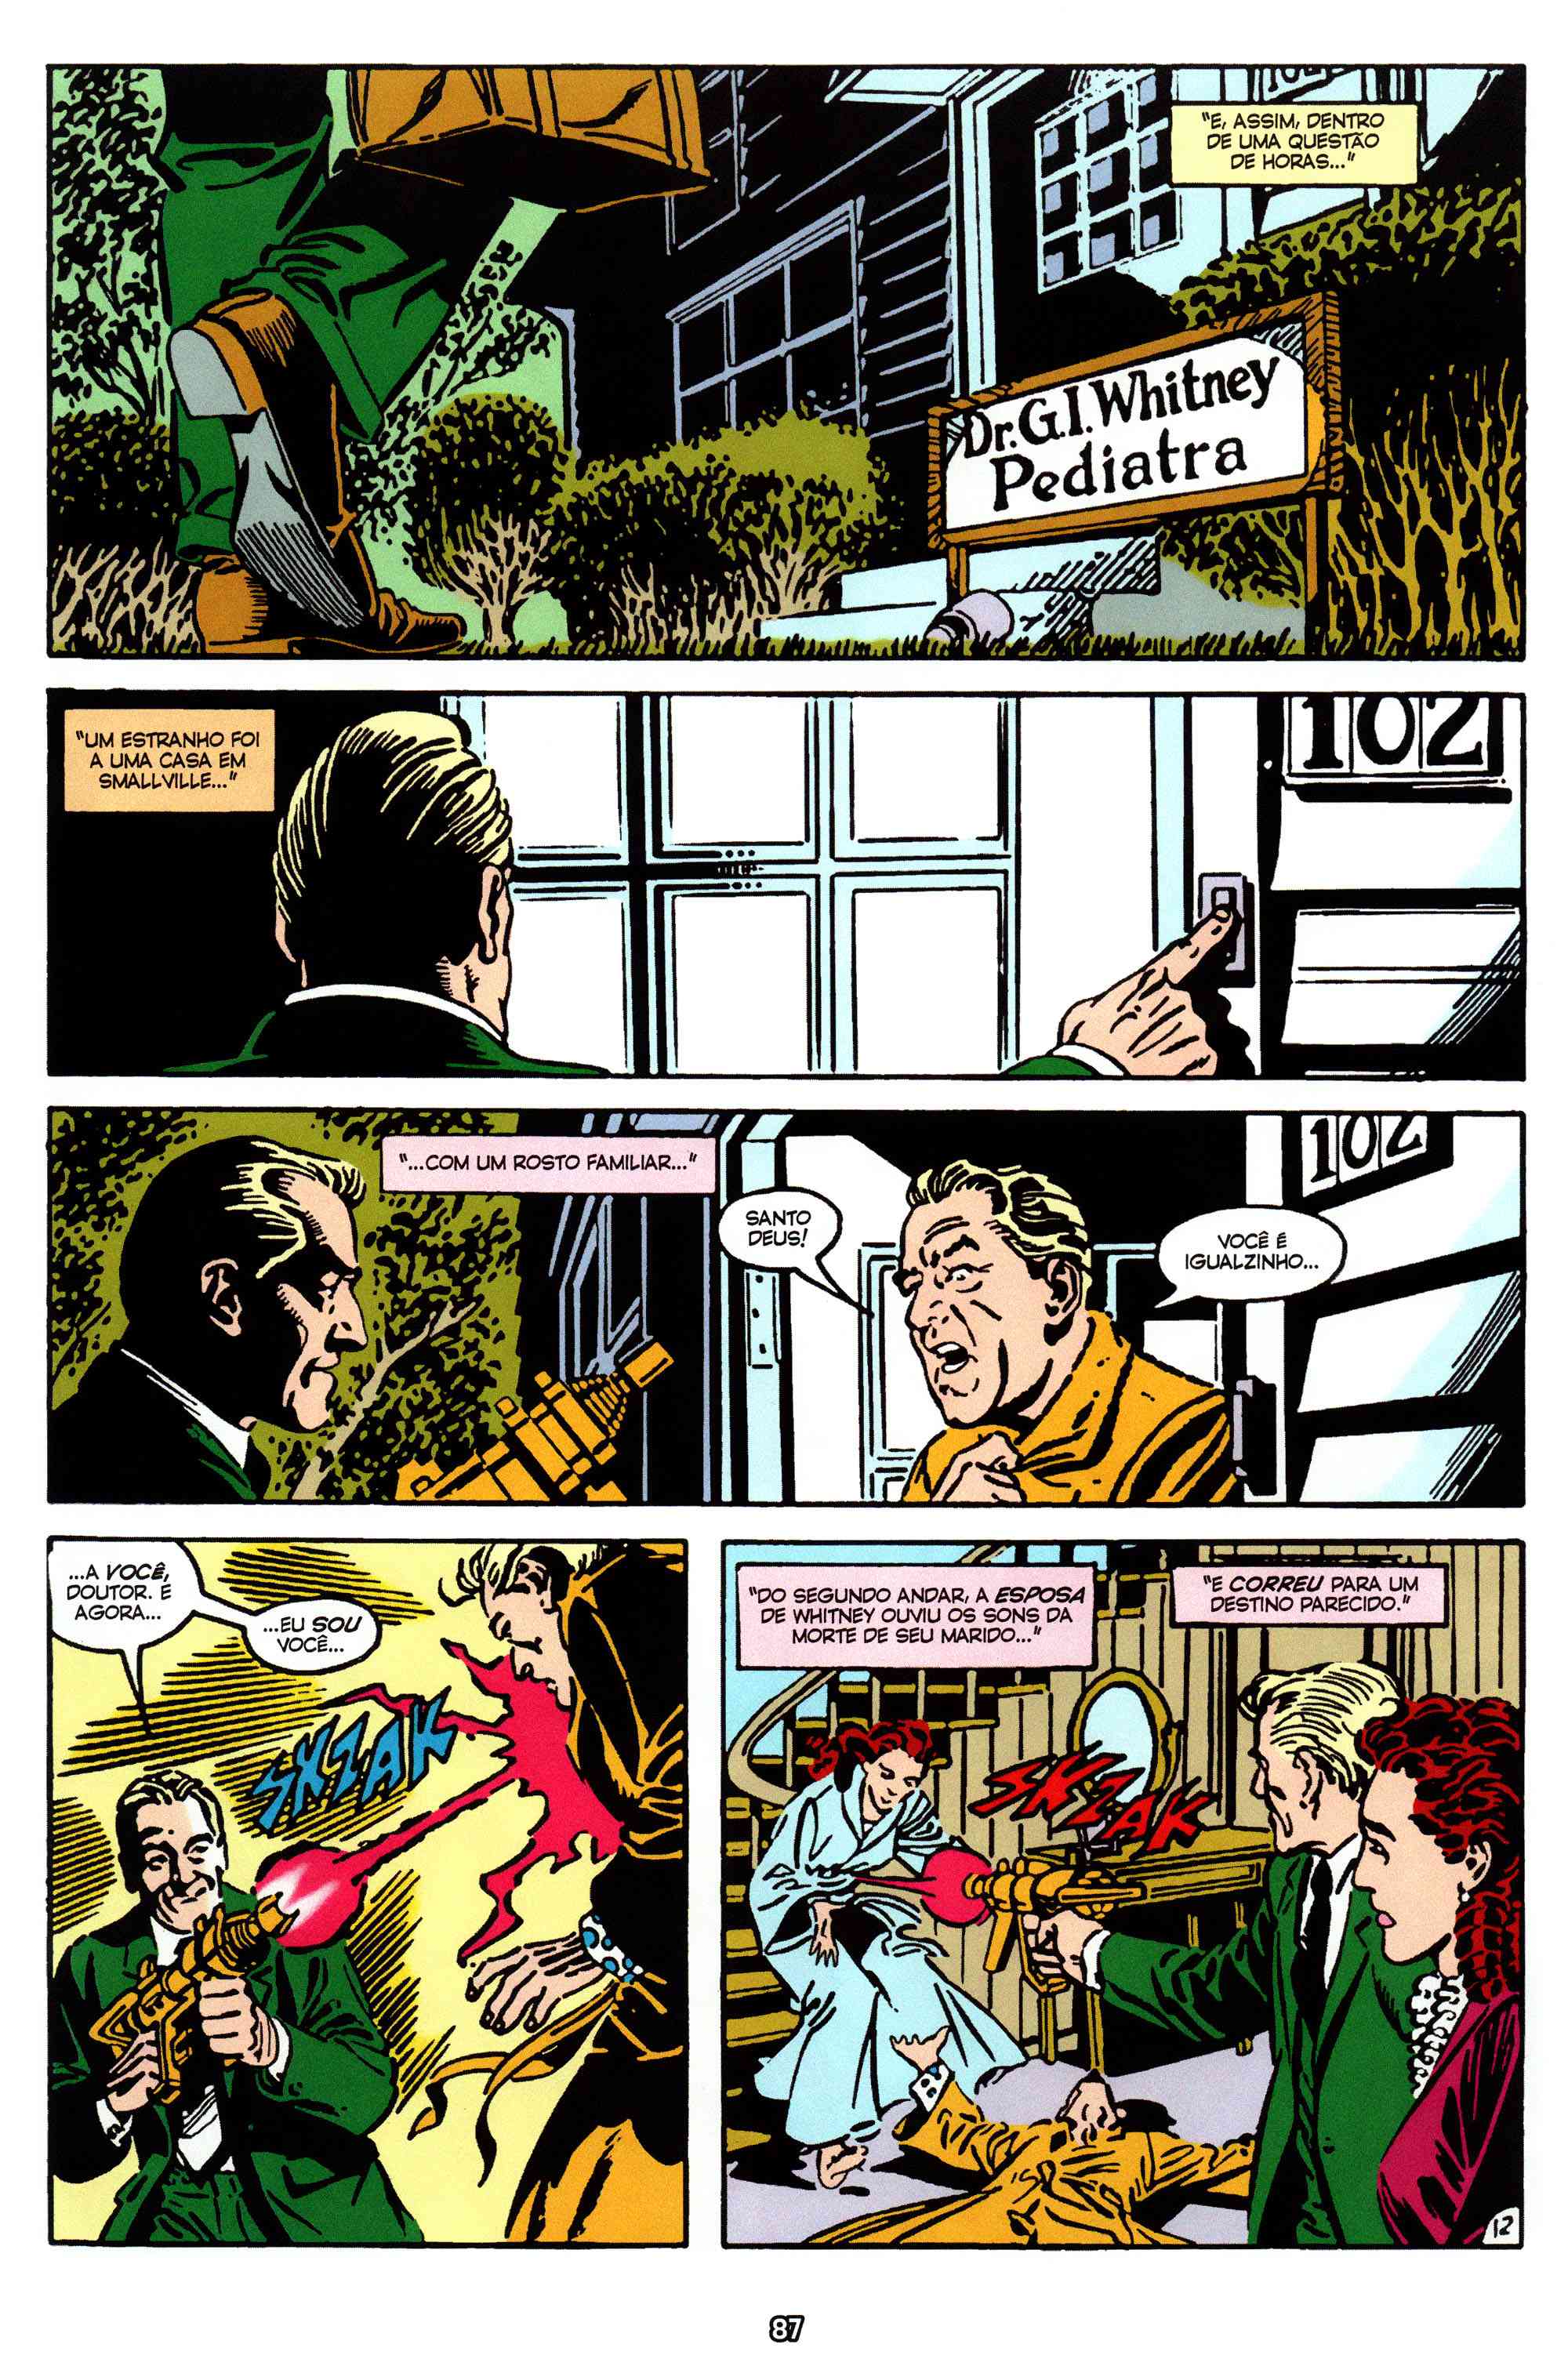 "E, ASSIM, DENTRO
DE UMA QUESTÃO
DE HORAS..."
Dr. G.I. Whitney
Pediatra
"UM ESTRANHO FOI
A UMA CASA EM
SMALLVILLE..."
102
"...COM UM ROSTO FAMILIAR..."
SANTO
DEUS!
VOCÊ É
IGUALZINHO...
102
...A VOCÊ,
DOUTOR. E
AGORA...
...EU SOU
VOCÊ...
SKZAK
"DO SEGUNDO ANDAR, A ESPOSA
DE WHITNEY OUVIU OS SONS DA
MORTE DE SEU MARIDO..."
"E CORREU PARA UM
DESTINO PARECIDO."
SKZAK
12
87